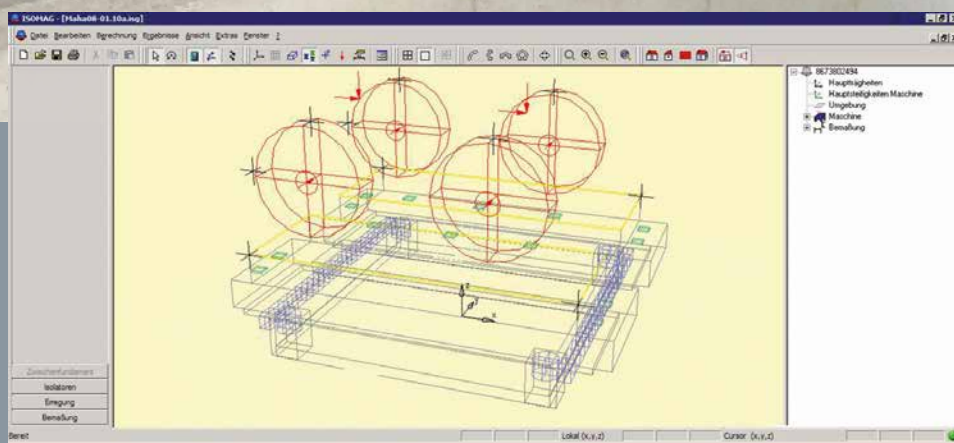 ISOMAG - [Maha08-01.10a.isg]
Datei Bearbeiten Berechnung Ergebnisse Ansicht Extras Fenster ?
8673802494
Hauptträgheiten
Hauptsteifigkeiten Maschine
Umgebung
Maschine
Bemaßung
z
y
x
Zwischenfundament
Isolatoren
Erregung
Bemaßung
Bereit
Lokal (x,y,z)
Cursor (x,y,z)